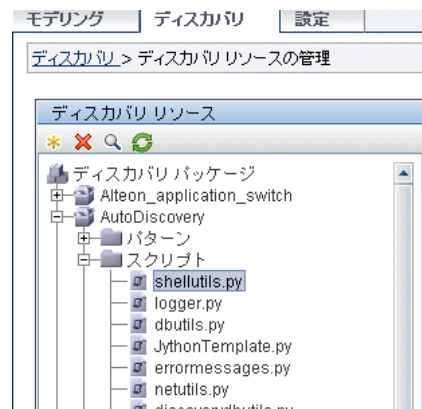 モデリング ディスカバリ 設定
ディスカバリ > ディスカバリ リソースの管理
ディスカバリ リソース
ディスカバリ パッケージ
Alteon_application_switch
AutoDiscovery
パターン
スクリプト
shellutils.py
logger.py
dbutils.py
JythonTemplate.py
errormessages.py
netutils.py